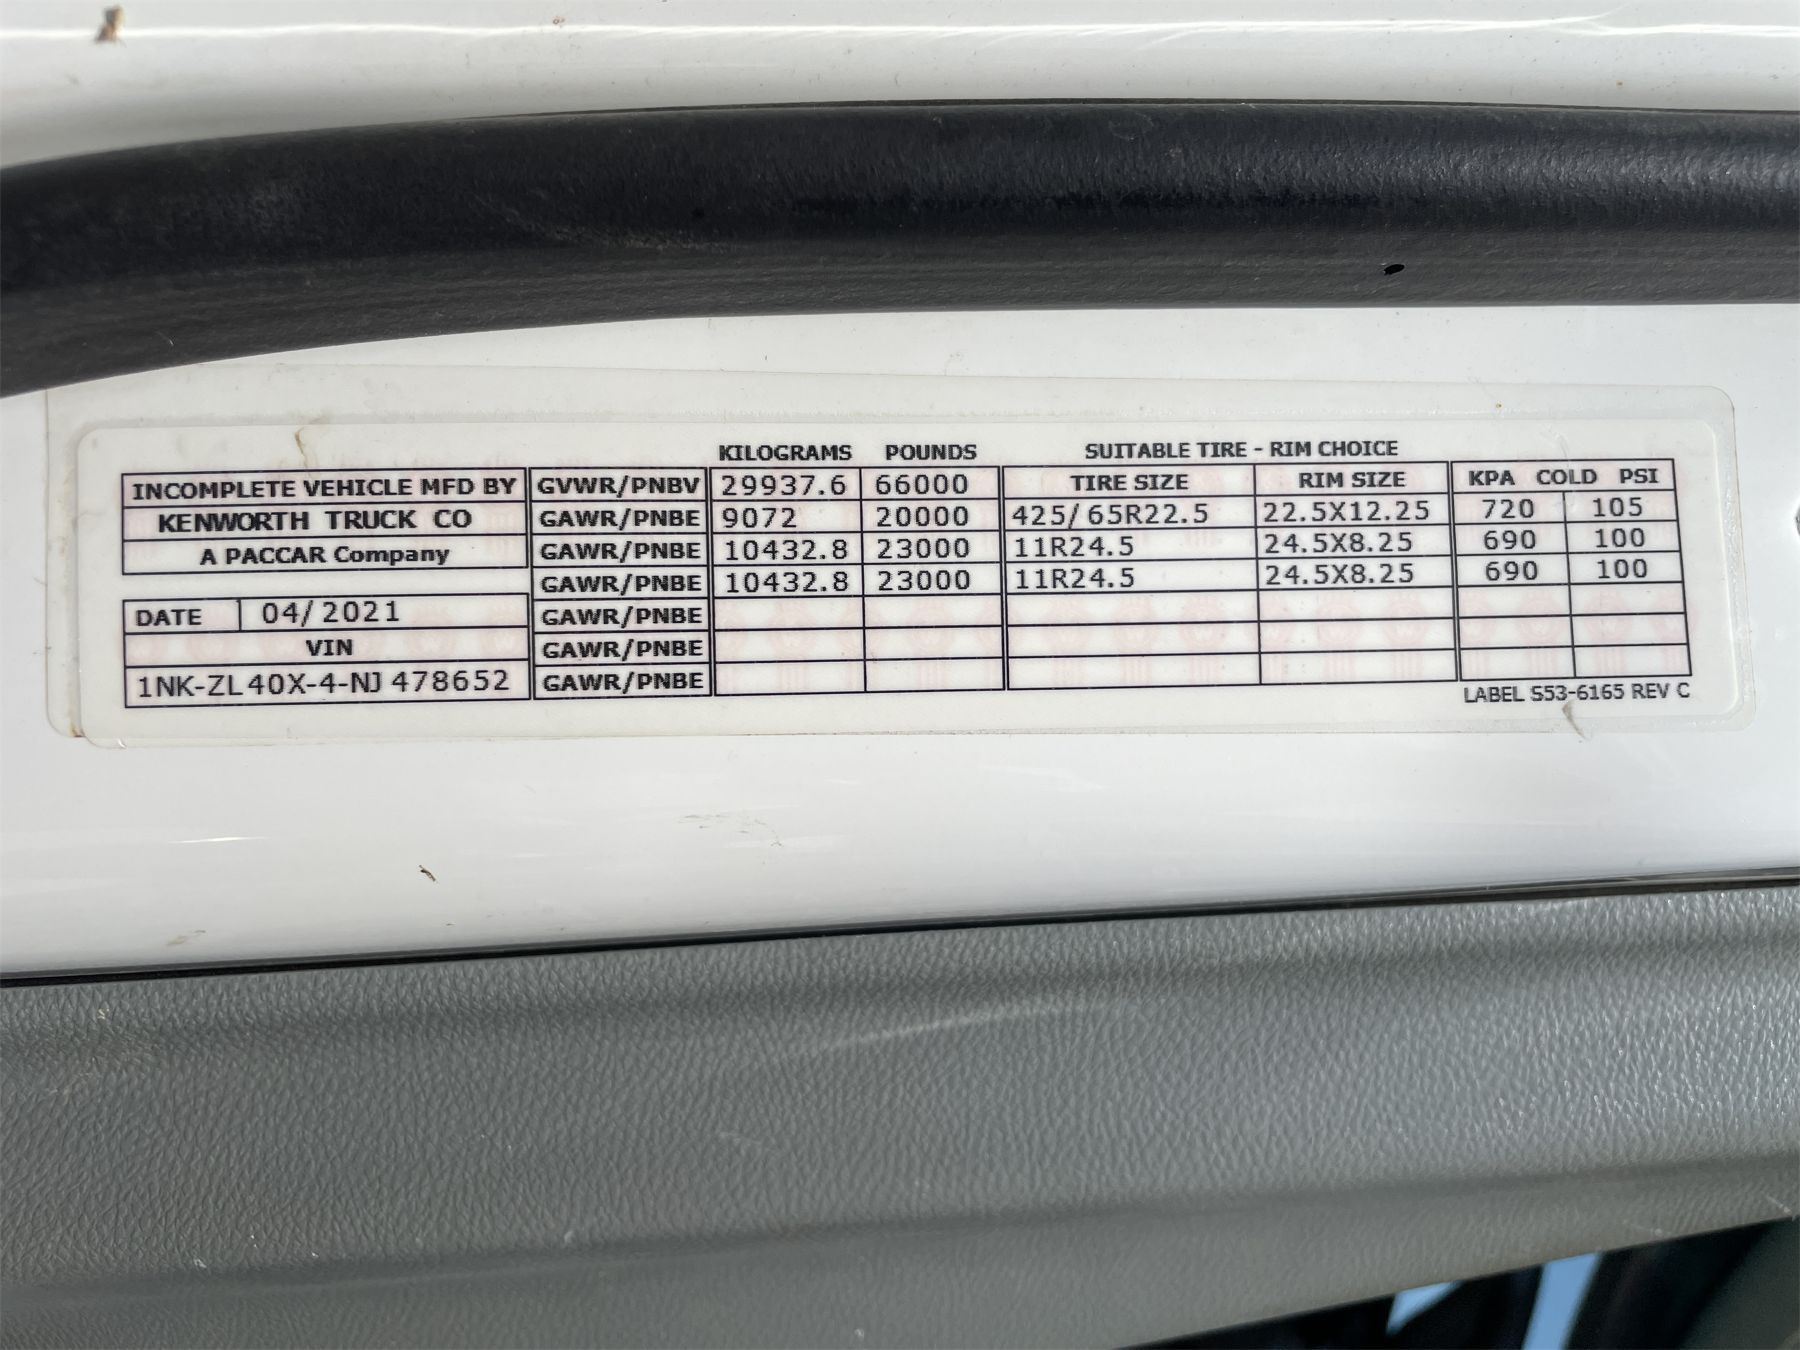 KILOGRAMS POUNDS SUITABLE TIRE - RIM CHOICE
INCOMPLETE VEHICLE MFD BY GVWR/PNBV 29937.6 66000 TIRE SIZE RIM SIZE KPA COLD PSI
KENWORTH TRUCK CO GAWR/PNBE 9072 20000 425/65R22.5 22.5X12.25 720 105
A PACCAR Company GAWR/PNBE 10432.8 23000 11R24.5 24.5X8.25 690 100
GAWR/PNBE 10432.8 23000 11R24.5 24.5X8.25 690 100
DATE 04/2021 GAWR/PNBE
VIN GAWR/PNBE
1NK-ZL40X-4-NJ478652 GAWR/PNBE
LABEL S53-6165 REV C